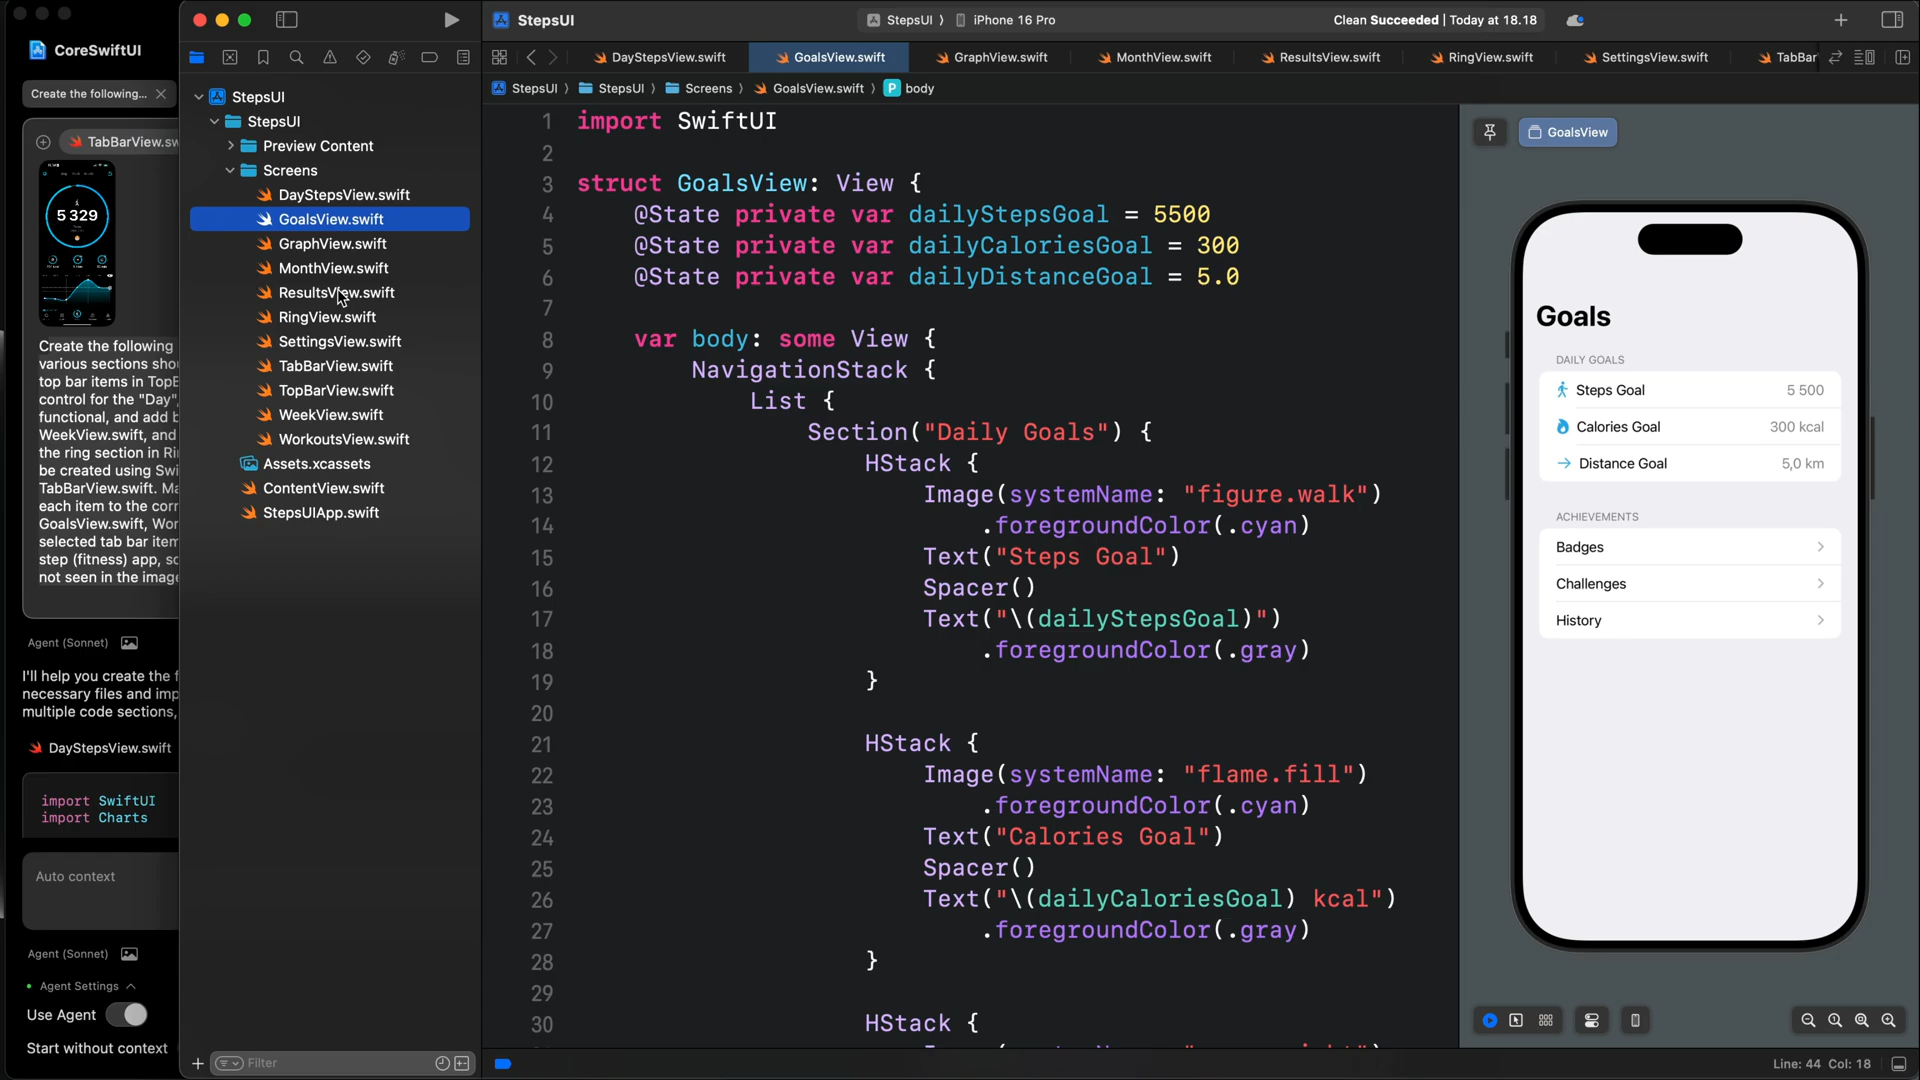 CoreSwiftUI
Create the following...
TabBarView.sw
5 329
Create the following
various sections shou
top bar items in TopB
control for the "Day",
functional, and add b
WeekView.swift, and
the ring section in Ri
be created using Swi
TabBarView.swift. Ma
each item to the corr
GoalsView.swift, Wor
selected tab bar item
step (fitness) app, so
not seen in the image
Agent (Sonnet)
I'll help you create the f
necessary files and imp
multiple code sections,
DayStepsView.swift
import SwiftUI
import Charts
Auto context
Agent (Sonnet)
Agent Settings
Use Agent
Start without context
StepsUI
StepsUI
Preview Content
Screens
DayStepsView.swift
GoalsView.swift
GraphView.swift
MonthView.swift
ResultsView.swift
RingView.swift
SettingsView.swift
TabBarView.swift
TopBarView.swift
WeekView.swift
WorkoutsView.swift
Assets.xcassets
ContentView.swift
StepsUIApp.swift
Filter
StepsUI
StepsUI
iPhone 16 Pro
Clean Succeeded | Today at 18.18
DayStepsView.swift
GoalsView.swift
GraphView.swift
MonthView.swift
ResultsView.swift
RingView.swift
SettingsView.swift
TabBar
StepsUI
StepsUI
Screens
GoalsView.swift
P body
1 import SwiftUI
2
3 struct GoalsView: View {
4 @State private var dailyStepsGoal = 5500
5 @State private var dailyCaloriesGoal = 300
6 @State private var dailyDistanceGoal = 5.0
7
8 var body: some View {
9 NavigationStack {
10 List {
11 Section("Daily Goals") {
12 HStack {
13 Image(systemName: "figure.walk")
14 .foregroundColor(.cyan)
15 Text("Steps Goal")
16 Spacer()
17 Text("\(dailyStepsGoal)")
18 .foregroundColor(.gray)
19 }
20
21 HStack {
22 Image(systemName: "flame.fill")
23 .foregroundColor(.cyan)
24 Text("Calories Goal")
25 Spacer()
26 Text("\(dailyCaloriesGoal) kcal")
27 .foregroundColor(.gray)
28 }
29
30 HStack {
GoalsView
Goals
DAILY GOALS
Steps Goal 5 500
Calories Goal 300 kcal
Distance Goal 5,0 km
ACHIEVEMENTS
Badges
Challenges
History
Line: 44 Col: 18